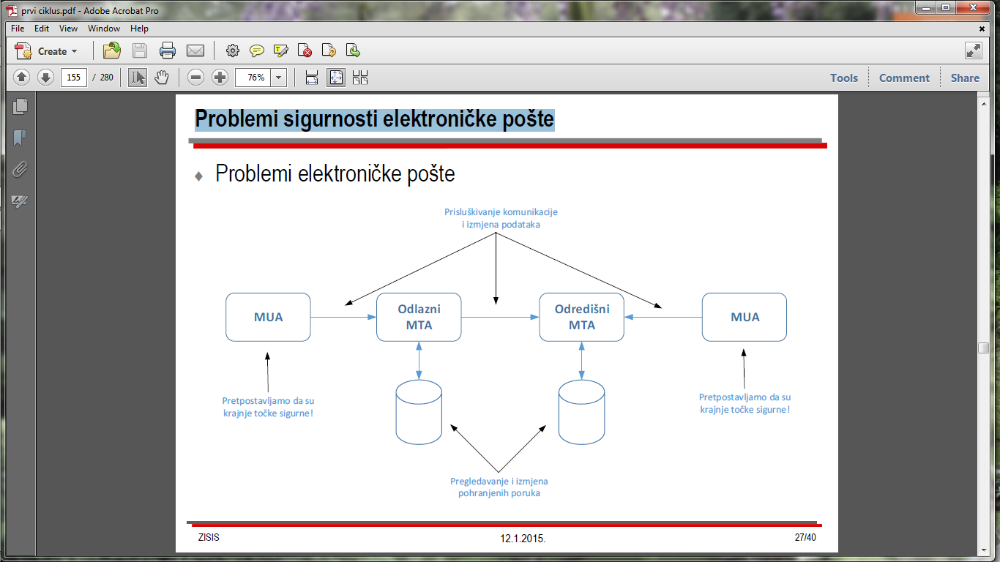 prvi ciklus.pdf - Adobe Acrobat Pro
File Edit View Window Help
Create
155 / 280
76%
Tools Comment Share
Problemi sigurnosti elektroničke pošte
Problemi elektroničke pošte
Prisluškivanje komunikacije
i izmjena podataka
MUA
Odlazni
MTA
Odredišni
MTA
MUA
Pretpostavljamo da su
krajnje točke sigurne!
Pretpostavljamo da su
krajnje točke sigurne!
Pregledavanje i izmjena
pohranjenih poruka
ZISIS
12.1.2015.
27/40